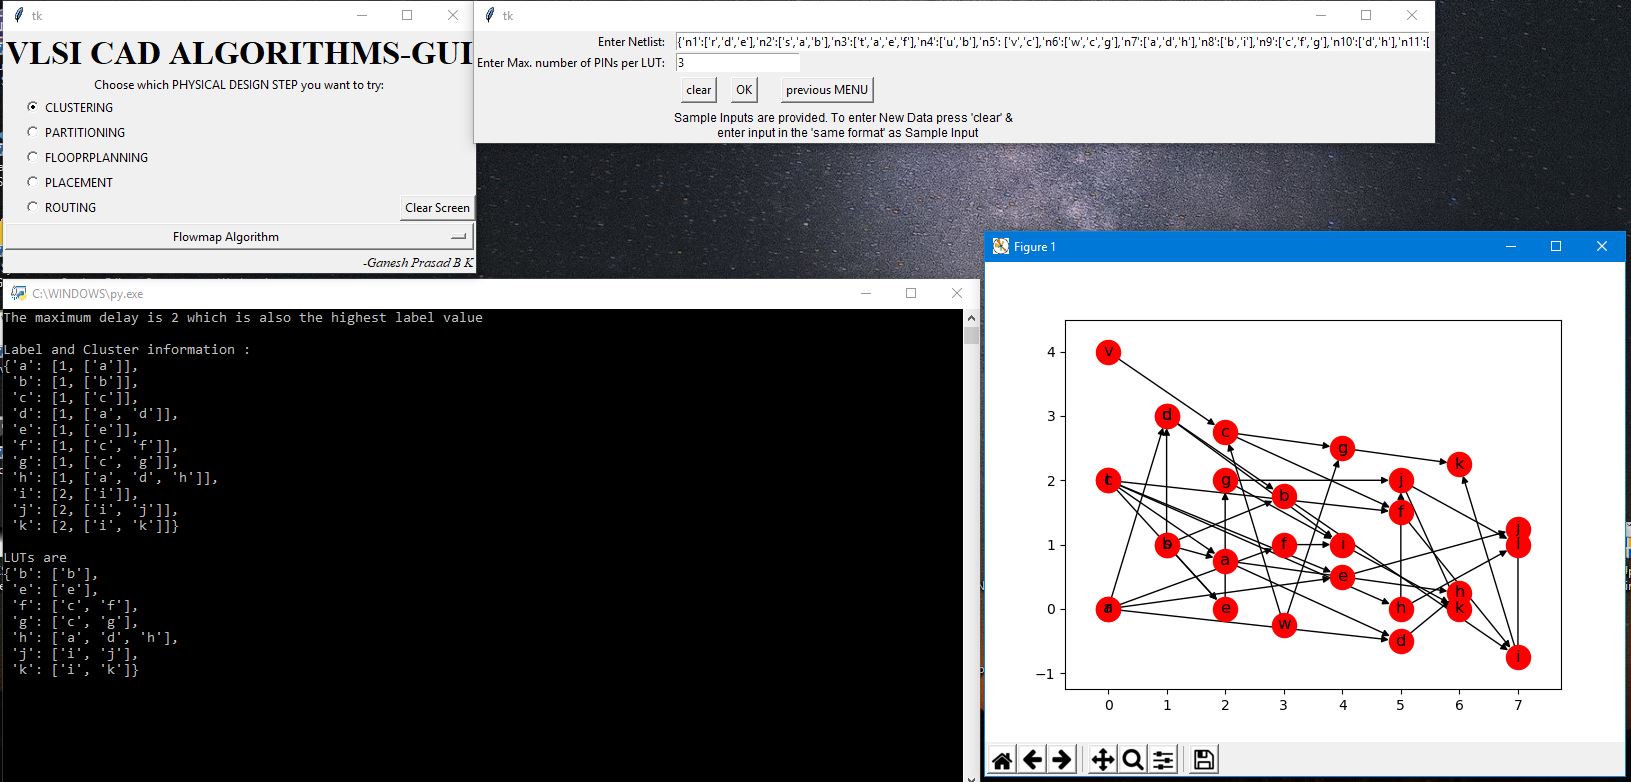 tk
VLSI CAD ALGORITHMS-GUI
Choose which PHYSICAL DESIGN STEP you want to try:
CLUSTERING
PARTITIONING
FLOOPRPLANNING
PLACEMENT
ROUTING
Clear Screen
Flowmap Algorithm
-Ganesh Prasad B K
tk
Enter Netlist: {'n1':['r','d','e'],'n2':['s','a','b'],'n3':['t','a','e','f'],'n4':['u','b'],'n5': ['v','c'],'n6':['w','c','g'],'n7':['a','d','h'],'n8':['b','i'],'n9':['c','f','g'],'n10':['d','h'],'n11':[
Enter Max. number of PINs per LUT: 3
clear OK previous MENU
Sample Inputs are provided. To enter New Data press 'clear' &
enter input in the 'same format' as Sample Input
C:\WINDOWS\py.exe
The maximum delay is 2 which is also the highest label value
Label and Cluster information :
{'a': [1, ['a']],
'b': [1, ['b']],
'c': [1, ['c']],
'd': [1, ['a', 'd']],
'e': [1, ['e']],
'f': [1, ['c', 'f']],
'g': [1, ['c', 'g']],
'h': [1, ['a', 'd', 'h']],
'i': [2, ['i']],
'j': [2, ['i', 'j']],
'k': [2, ['i', 'k']]}
LUTs are
{'b': ['b'],
'e': ['e'],
'f': ['c', 'f'],
'g': ['c', 'g'],
'h': ['a', 'd', 'h'],
'j': ['i', 'j'],
'k': ['i', 'k']}
Figure 1
4
3
2
1
0
−1
0 1 2 3 4 5 6 7
v
d
c
g
k
g
j
b
f
f
i
j
a
e
h
e
h
k
w
d
i